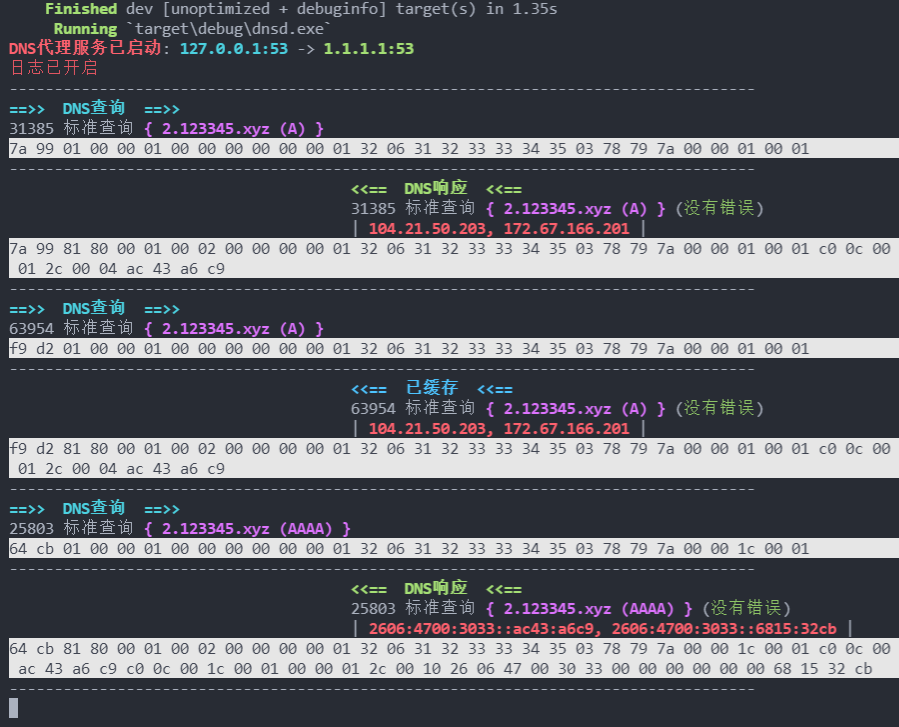 Finished dev [unoptimized + debuginfo] target(s) in 1.35s
Running `target\debug\dnsd.exe`
DNS代理服务已启动: 127.0.0.1:53 -> 1.1.1.1:53
日志已开启
-----------------------------------------------------------------------------------
==>> DNS查询 ==>>
31385 标准查询 { 2.123345.xyz (A) }
7a 99 01 00 00 01 00 00 00 00 00 00 01 32 06 31 32 33 33 34 35 03 78 79 7a 00 00 01 00 01
-----------------------------------------------------------------------------------
<<== DNS响应 <<==
31385 标准查询 { 2.123345.xyz (A) } (没有错误)
| 104.21.50.203, 172.67.166.201 |
7a 99 81 80 00 01 00 02 00 00 00 00 01 32 06 31 32 33 33 34 35 03 78 79 7a 00 00 01 00 01 c0 0c 00
01 2c 00 04 ac 43 a6 c9
-----------------------------------------------------------------------------------
==>> DNS查询 ==>>
63954 标准查询 { 2.123345.xyz (A) }
f9 d2 01 00 00 01 00 00 00 00 00 00 01 32 06 31 32 33 33 34 35 03 78 79 7a 00 00 01 00 01
-----------------------------------------------------------------------------------
<<== 已缓存 <<==
63954 标准查询 { 2.123345.xyz (A) } (没有错误)
| 104.21.50.203, 172.67.166.201 |
f9 d2 81 80 00 01 00 02 00 00 00 00 01 32 06 31 32 33 33 34 35 03 78 79 7a 00 00 01 00 01 c0 0c 00
01 2c 00 04 ac 43 a6 c9
-----------------------------------------------------------------------------------
==>> DNS查询 ==>>
25803 标准查询 { 2.123345.xyz (AAAA) }
64 cb 01 00 00 01 00 00 00 00 00 00 01 32 06 31 32 33 33 34 35 03 78 79 7a 00 00 1c 00 01
-----------------------------------------------------------------------------------
<<== DNS响应 <<==
25803 标准查询 { 2.123345.xyz (AAAA) } (没有错误)
| 2606:4700:3033::ac43:a6c9, 2606:4700:3033::6815:32cb |
64 cb 81 80 00 01 00 02 00 00 00 00 01 32 06 31 32 33 33 34 35 03 78 79 7a 00 00 1c 00 01 c0 0c 00
ac 43 a6 c9 c0 0c 00 1c 00 01 00 00 01 2c 00 10 26 06 47 00 30 33 00 00 00 00 00 00 68 15 32 cb
-----------------------------------------------------------------------------------